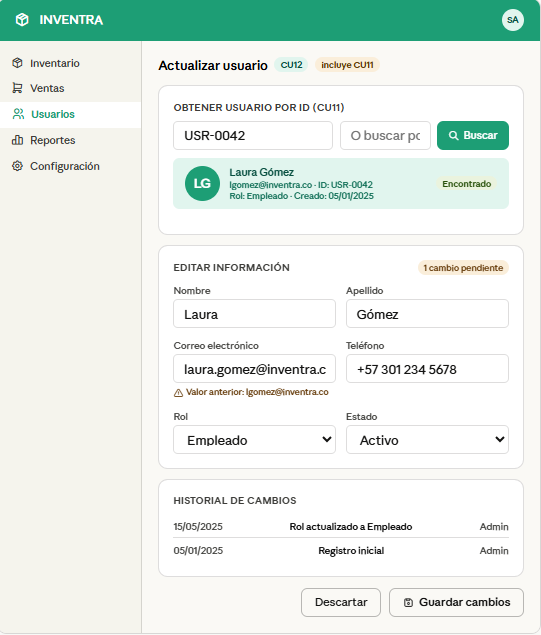 INVENTRA
SA
Inventario
Ventas
Usuarios
Reportes
Configuración
Actualizar usuario CU12 incluye CU11
OBTENER USUARIO POR ID (CU11)
USR-0042 O buscar po Buscar
LG
Laura Gómez
lgomez@inventra.co · ID: USR-0042
Rol: Empleado · Creado: 05/01/2025
Encontrado
EDITAR INFORMACIÓN 1 cambio pendiente
Nombre Apellido
Laura Gómez
Correo electrónico Teléfono
laura.gomez@inventra.c +57 301 234 5678
Valor anterior: lgomez@inventra.co
Rol Estado
Empleado Activo
HISTORIAL DE CAMBIOS
15/05/2025 Rol actualizado a Empleado Admin
05/01/2025 Registro inicial Admin
Descartar Guardar cambios